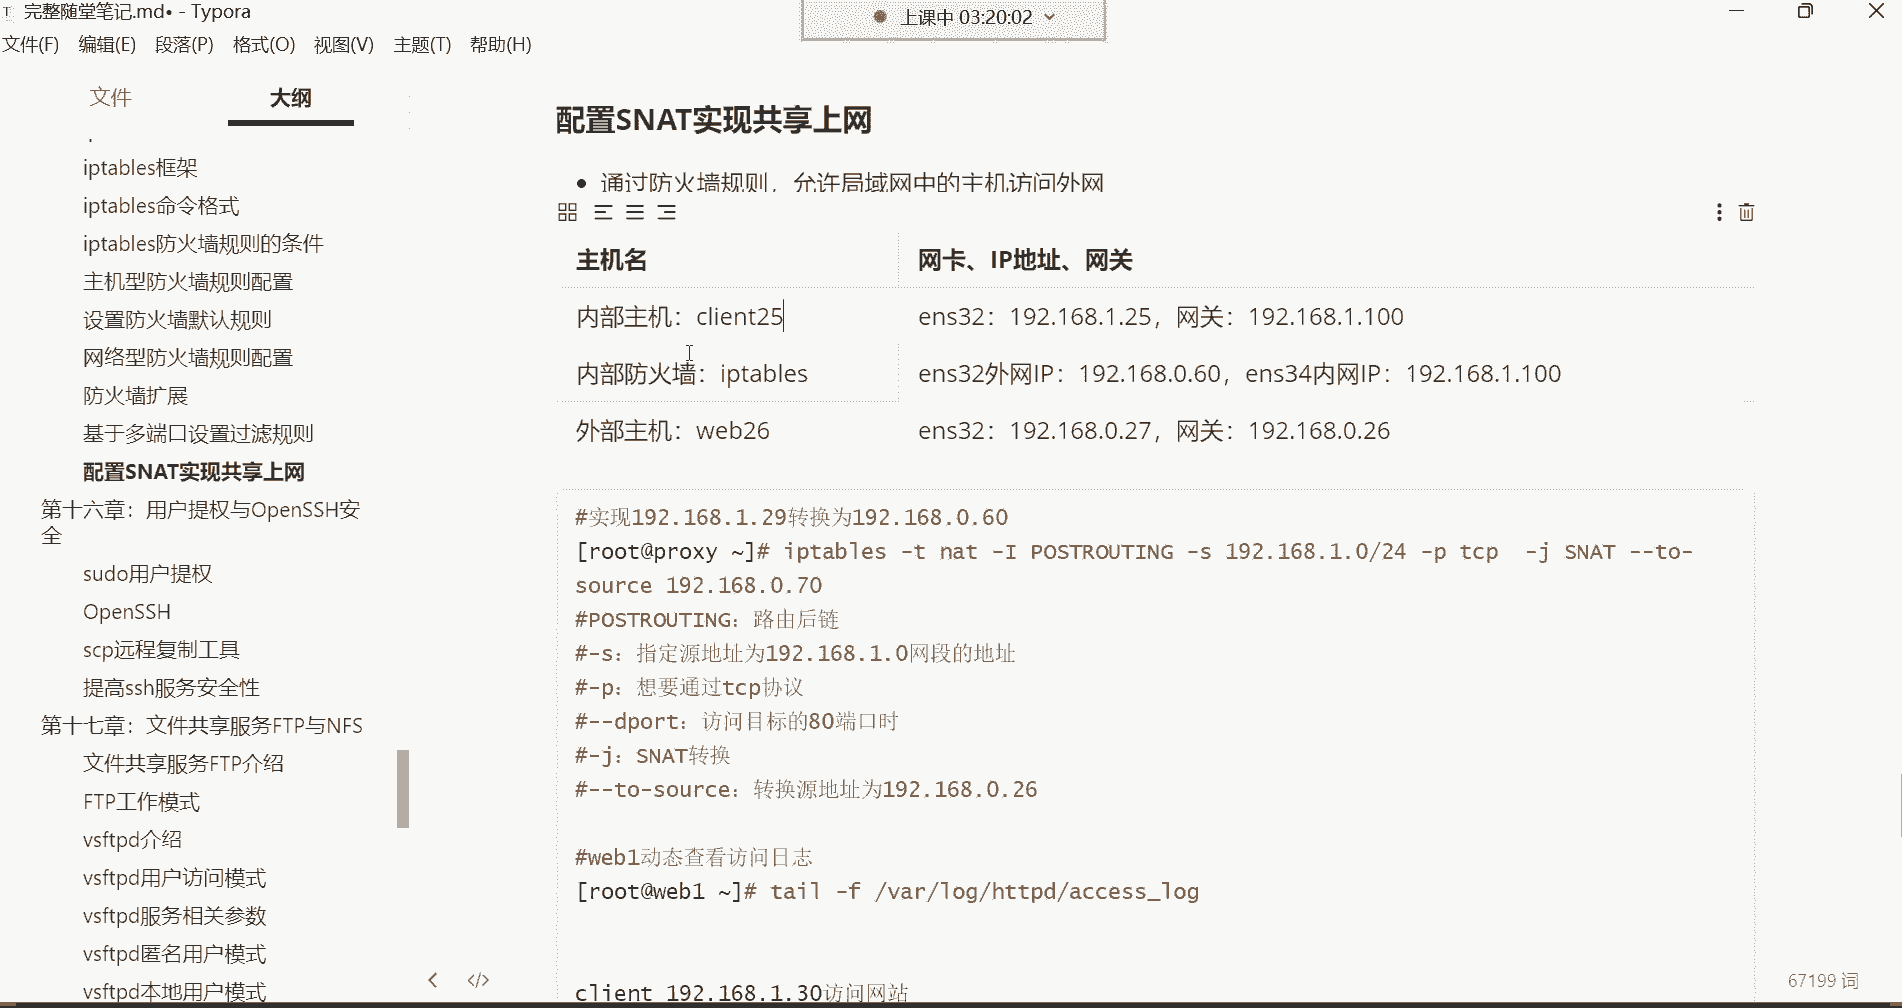 完整随堂笔记.md• - Typora
上课中 03:20:02
文件(F) 编辑(E) 段落(P) 格式(O) 视图(V) 主题(T) 帮助(H)
文件 大纲
iptables框架
iptables命令格式
iptables防火墙规则的条件
主机型防火墙规则配置
设置防火墙默认规则
网络型防火墙规则配置
防火墙扩展
基于多端口设置过滤规则
配置SNAT实现共享上网
第十六章：用户提权与OpenSSH安
全
sudo用户提权
OpenSSH
scp远程复制工具
提高ssh服务安全性
第十七章：文件共享服务FTP与NFS
文件共享服务FTP介绍
FTP工作模式
vsftpd介绍
vsftpd用户访问模式
vsftpd服务相关参数
vsftpd匿名用户模式
vsftpd本地用户模式
配置SNAT实现共享上网
• 通过防火墙规则，允许局域网中的主机访问外网
主机名 网卡、IP地址、网关
内部主机：client25 ens32：192.168.1.25，网关：192.168.1.100
内部防火墙：iptables ens32外网IP：192.168.0.60，ens34内网IP：192.168.1.100
外部主机：web26 ens32：192.168.0.27，网关：192.168.0.26
#实现192.168.1.29转换为192.168.0.60
[root@proxy ~]# iptables -t nat -I POSTROUTING -s 192.168.1.0/24 -p tcp  -j SNAT --to-
source 192.168.0.70
#POSTROUTING：路由后链
#-s：指定源地址为192.168.1.0网段的地址
#-p：想要通过tcp协议
#--dport：访问目标的80端口时
#-j：SNAT转换
#--to-source：转换源地址为192.168.0.26
#web1动态查看访问日志
[root@web1 ~]# tail -f /var/log/httpd/access_log
client 192.168.1.30访问网站
67199 词